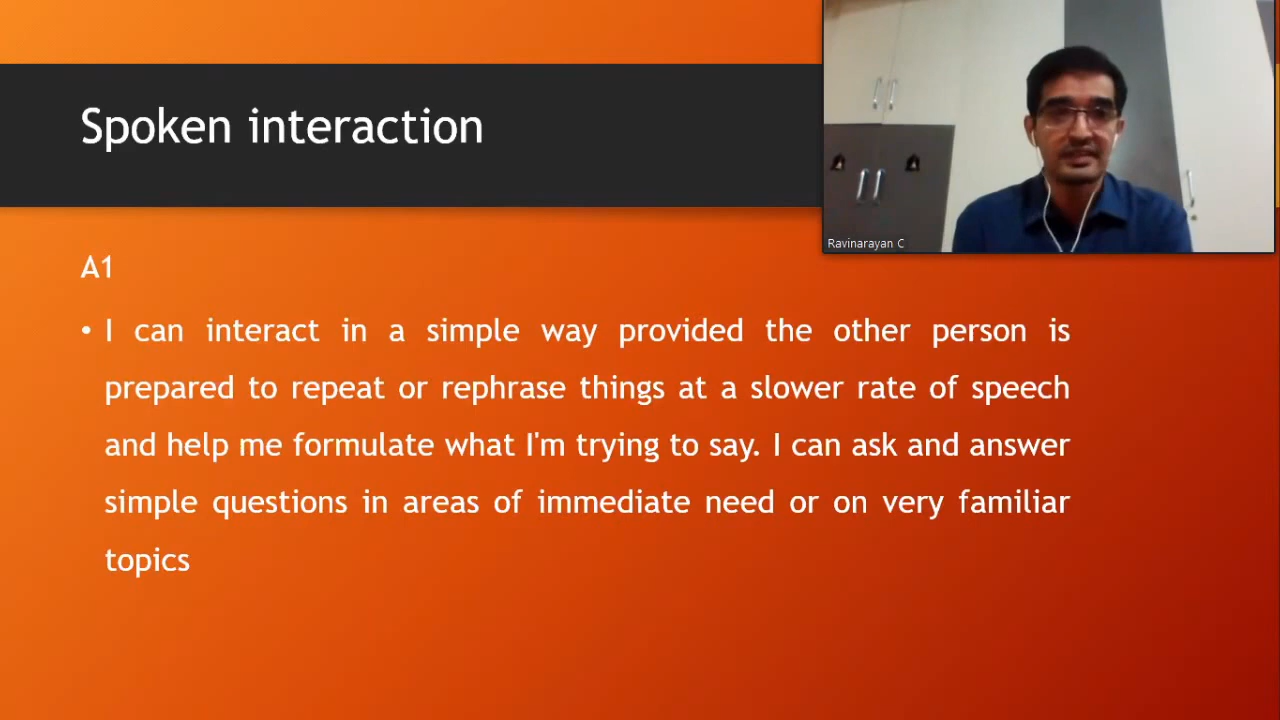 Spoken interaction
Ravinarayan C
A1
• I can interact in a simple way provided the other person is
prepared to repeat or rephrase things at a slower rate of speech
and help me formulate what I'm trying to say. I can ask and answer
simple questions in areas of immediate need or on very familiar
topics